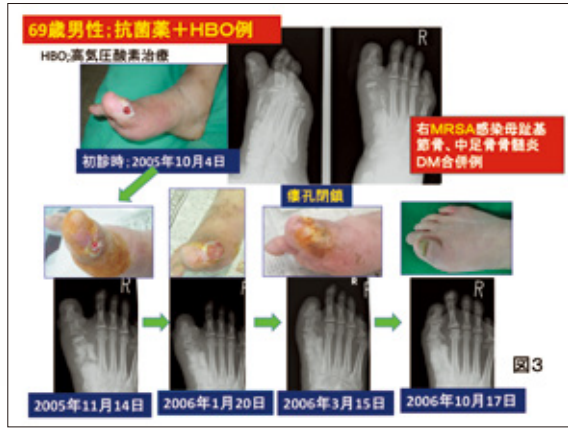 69歳男性；抗菌薬＋HBO例
HBO;高気圧酸素治療
R
初診時；2005年10月4日
右MRSA感染母趾基
節骨、中足骨骨髄炎
DM合併例
瘻孔閉鎖
R
R
R
R
R
図3
2005年11月14日
2006年1月20日
2006年3月15日
2006年10月17日